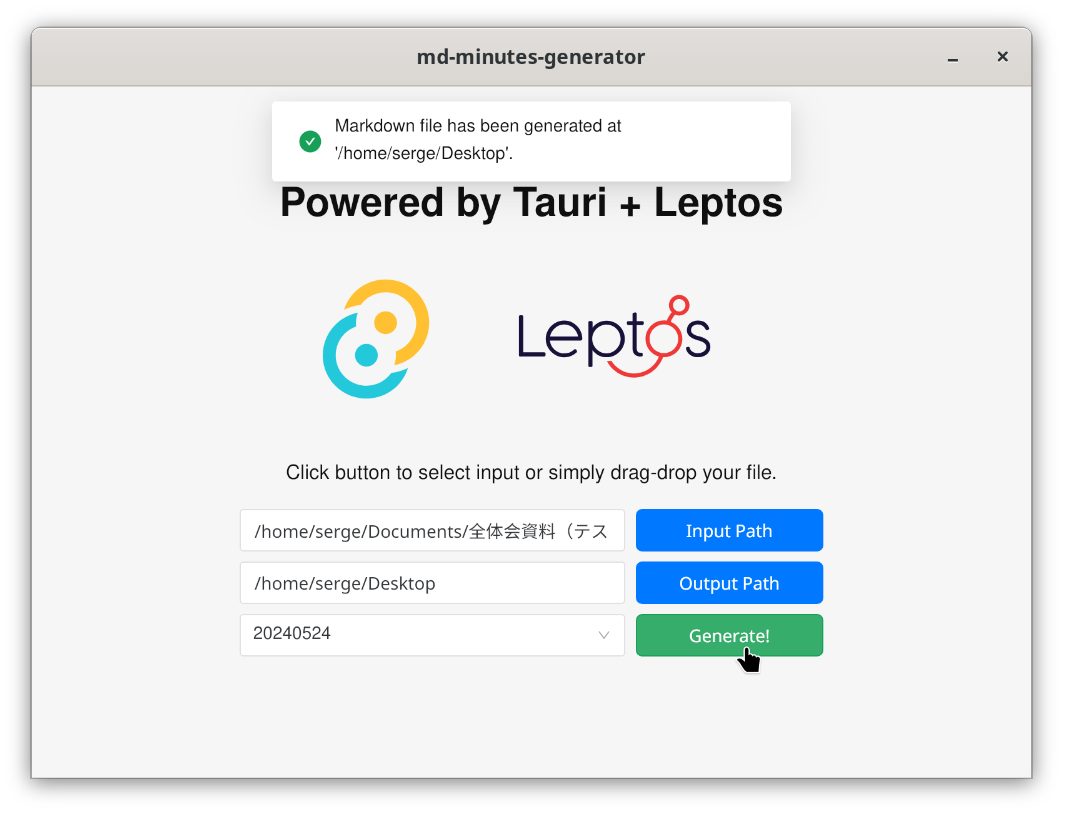 md-minutes-generator
Markdown file has been generated at
'/home/serge/Desktop'.
Powered by Tauri + Leptos
Leptos
Click button to select input or simply drag-drop your file.
/home/serge/Documents/全体会資料（テス
Input Path
/home/serge/Desktop
Output Path
20240524
Generate!